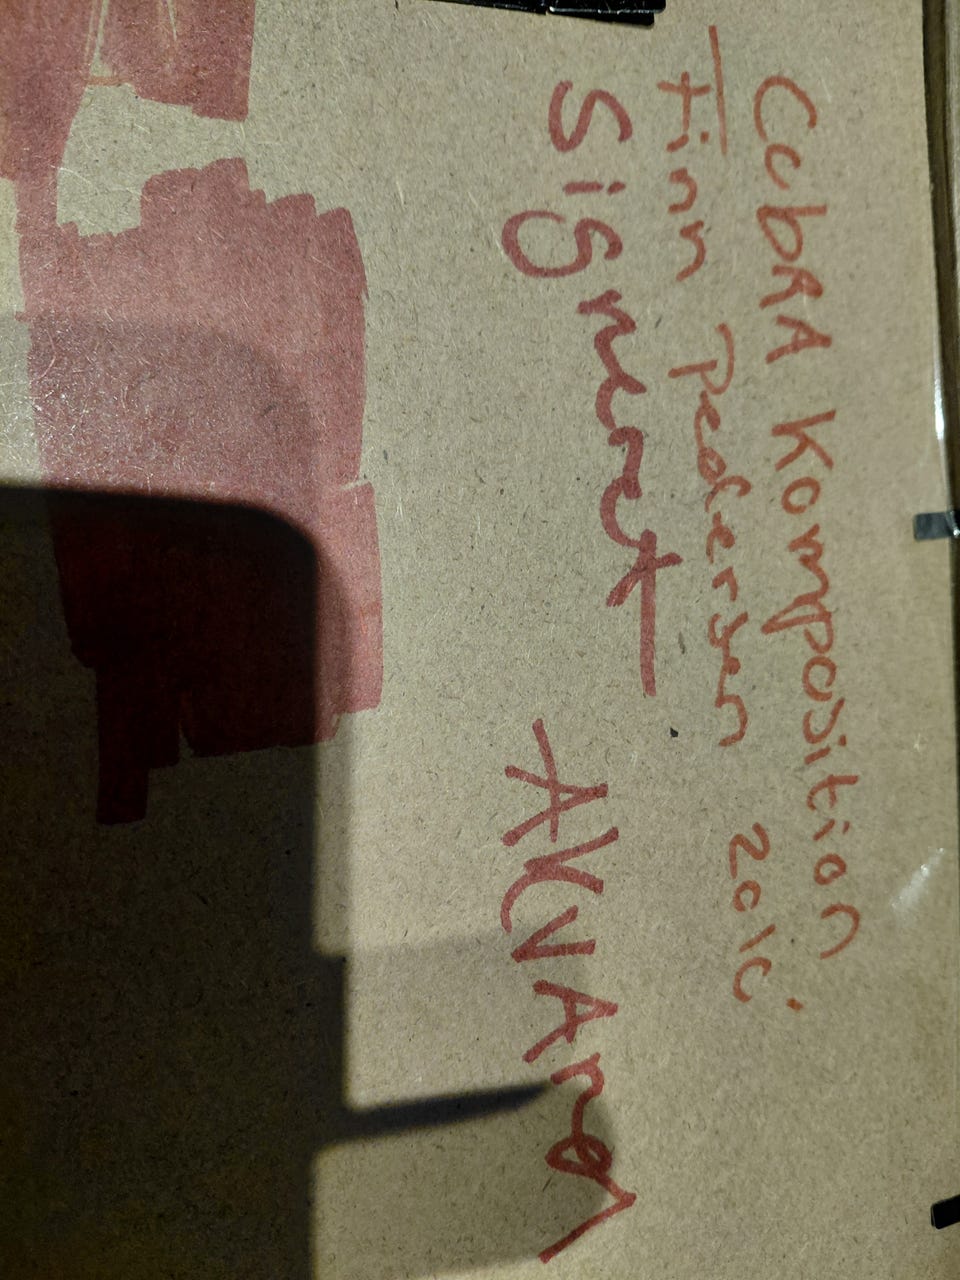 CobRA Komposition
Finn Pedersen 2010
Signeret AKVArel